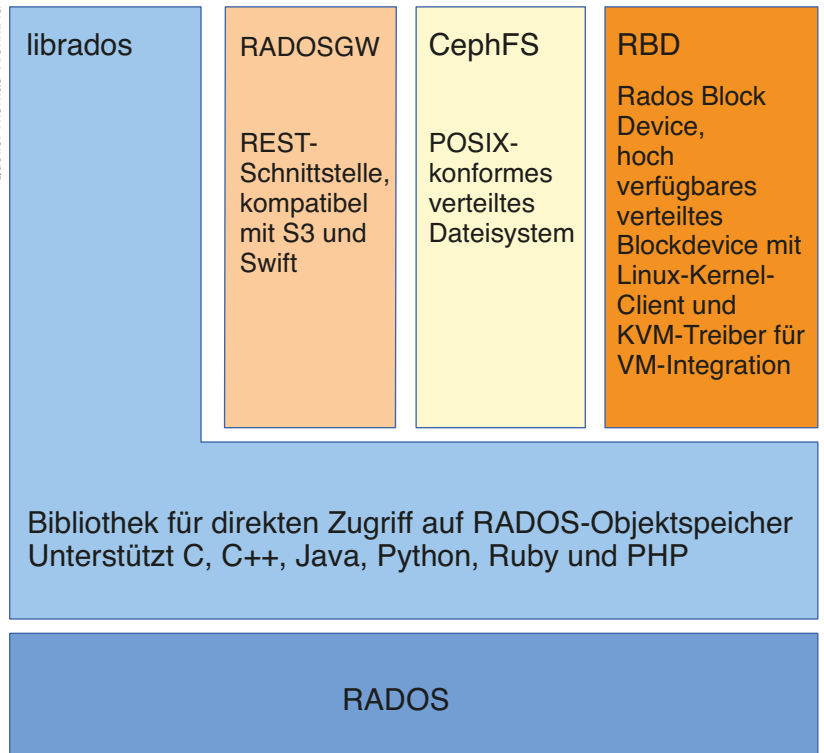 librados
RADOSGW
REST-
Schnittstelle,
kompatibel
mit S3 und
Swift
CephFS
POSIX-
konformes
verteiltes
Dateisystem
RBD
Rados Block
Device,
hoch
verfügbares
verteiltes
Blockdevice mit
Linux-Kernel-
Client und
KVM-Treiber für
VM-Integration
Bibliothek für direkten Zugriff auf RADOS-Objektspeicher
Unterstützt C, C++, Java, Python, Ruby und PHP
RADOS